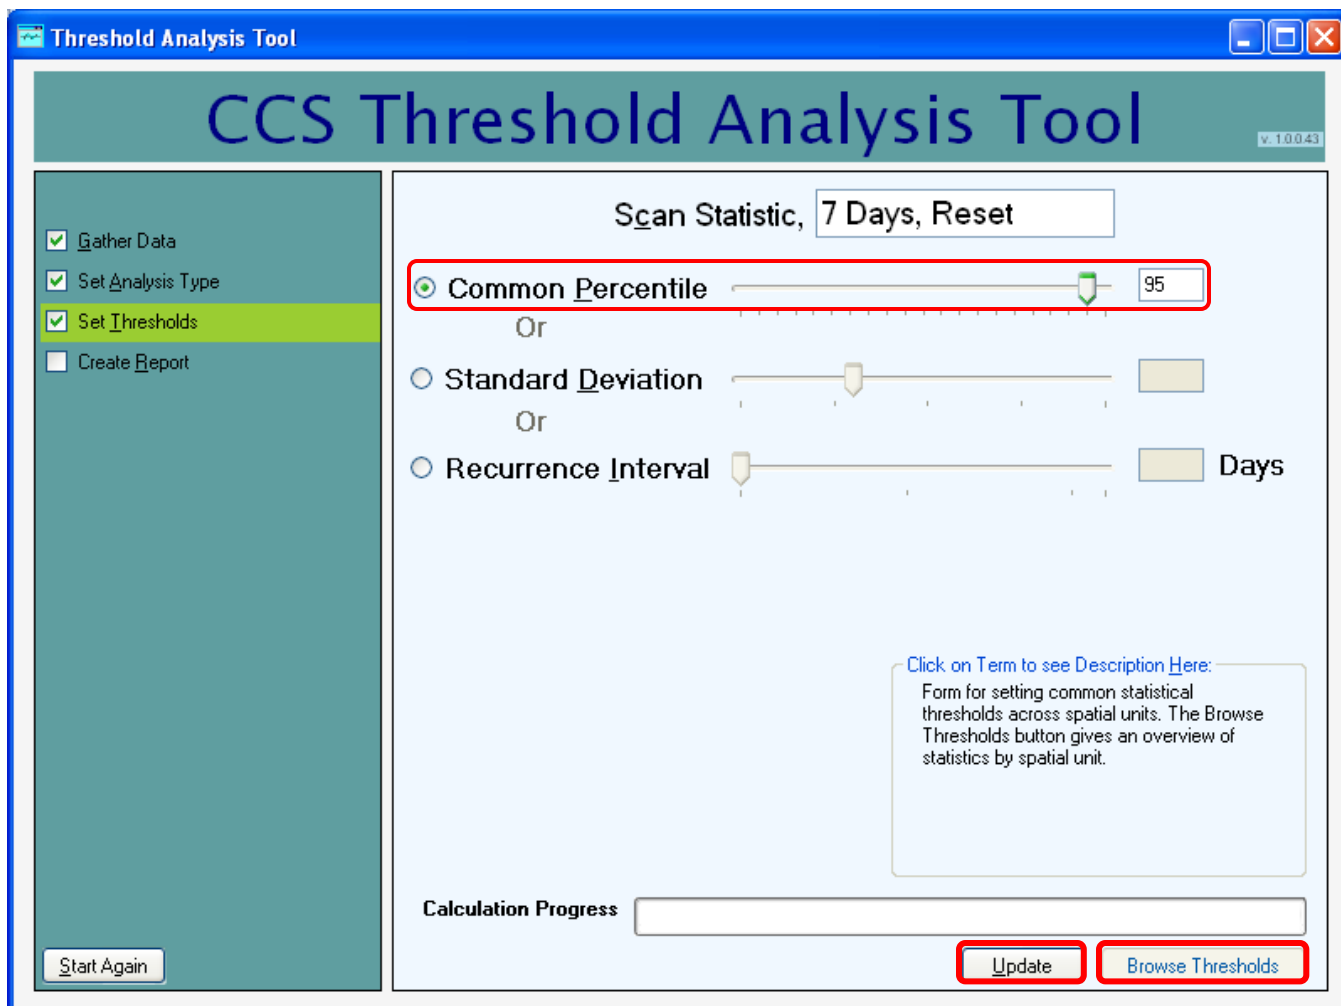 Threshold Analysis Tool
CCS Threshold Analysis Tool
v. 1.0.0.43
Gather Data
Set Analysis Type
Set Thresholds
Create Report
Start Again
Scan Statistic, 7 Days, Reset
Common Percentile 95
Or
Standard Deviation
Or
Recurrence Interval Days
Click on Term to see Description Here:
Form for setting common statistical
thresholds across spatial units. The Browse
Thresholds button gives an overview of
statistics by spatial unit.
Calculation Progress
Update Browse Thresholds